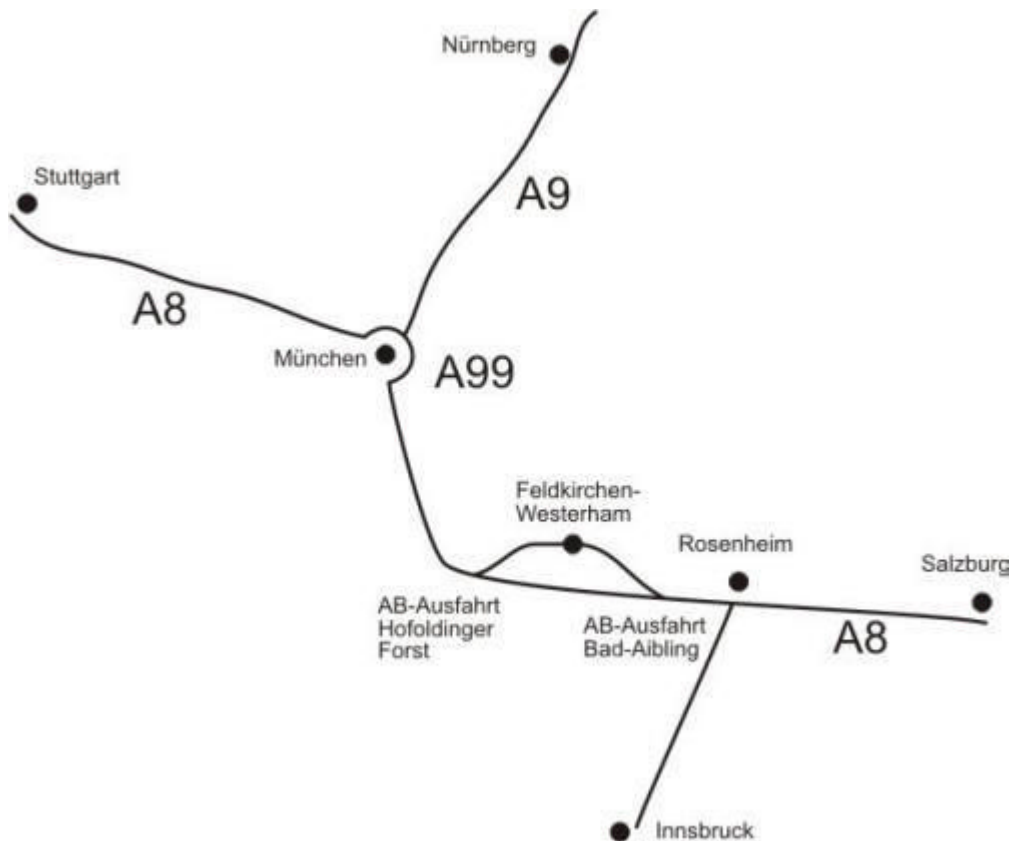 Nürnberg
Stuttgart
A9
A8
München
A99
Feldkirchen-
Westerham
Rosenheim
Salzburg
AB-Ausfahrt
Hofoldinger
Forst
AB-Ausfahrt
Bad-Aibling
A8
Innsbruck